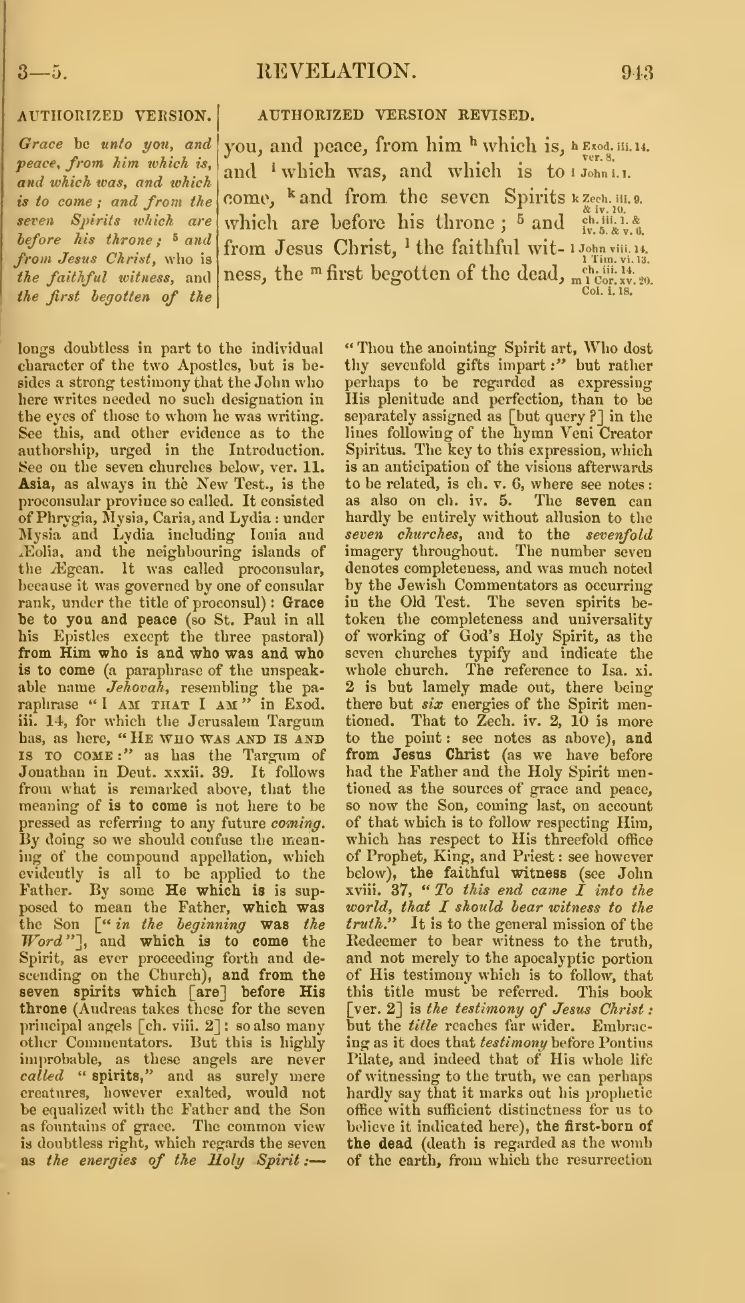 3—5.
REVELATION.
943
AUTHORIZED VERSION.
Grace be unto you, and
peace, from him which is,
and which was, and which
is to come; and from the
seven Spirits which are
before his throne; 5 and
from Jesus Christ, who is
the faithful witness, and
the first begotten of the
AUTHORIZED VERSION REVISED.
you, and peace, from him h which is,
and i which was, and which is to
come, k and from the seven Spirits
which are before his throne; 5 and
from Jesus Christ, l the faithful wit-
ness, the m first begotten of the dead,
h Exod. iii. 14.
ver. 8.
i John i. 1.
k Zech. iii. 9.
& iv. 10.
ch. iii. 1. &
iv. 5. & v. 6.
l John viii. 14.
1 Tim. vi. 13.
ch. iii. 14.
m 1 Cor. xv. 20.
Col. i. 18.
longs doubtless in part to the individual
character of the two Apostles, but is be-
sides a strong testimony that the John who
here writes needed no such designation in
the eyes of those to whom he was writing.
See this, and other evidence as to the
authorship, urged in the Introduction.
See on the seven churches below, ver. 11.
Asia, as always in the New Test., is the
proconsular province so called. It consisted
of Phrygia, Mysia, Caria, and Lydia: under
Mysia and Lydia including Ionia and
Æolia, and the neighbouring islands of
the Ægean. It was called proconsular,
because it was governed by one of consular
rank, under the title of proconsul): Grace
be to you and peace (so St. Paul in all
his Epistles except the three pastoral)
from Him who is and who was and who
is to come (a paraphrase of the unspeak-
able name Jehovah, resembling the pa-
raphrase "I AM THAT I AM" in Exod.
iii. 14, for which the Jerusalem Targum
has, as here, "HE WHO WAS AND IS AND
IS TO COME:" as has the Targum of
Jonathan in Deut. xxxii. 39. It follows
from what is remarked above, that the
meaning of is to come is not here to be
pressed as referring to any future coming.
By doing so we should confuse the mean-
ing of the compound appellation, which
evidently is all to be applied to the
Father. By some He which is is sup-
posed to mean the Father, which was
the Son ["in the beginning was the
Word"], and which is to come the
Spirit, as ever proceeding forth and de-
scending on the Church), and from the
seven spirits which [are] before His
throne (Andreas takes these for the seven
principal angels [ch. viii. 2]: so also many
other Commentators. But this is highly
improbable, as these angels are never
called "spirits," and as surely mere
creatures, however exalted, would not
be equalized with the Father and the Son
as fountains of grace. The common view
is doubtless right, which regards the seven
as the energies of the Holy Spirit:—
"Thou the anointing Spirit art, Who dost
thy sevenfold gifts impart:" but rather
perhaps to be regarded as expressing
His plenitude and perfection, than to be
separately assigned as [but query?] in the
lines following of the hymn Veni Creator
Spiritus. The key to this expression, which
is an anticipation of the visions afterwards
to be related, is ch. v. 6, where see notes:
as also on ch. iv. 5. The seven can
hardly be entirely without allusion to the
seven churches, and to the sevenfold
imagery throughout. The number seven
denotes completeness, and was much noted
by the Jewish Commentators as occurring
in the Old Test. The seven spirits be-
token the completeness and universality
of working of God's Holy Spirit, as the
seven churches typify and indicate the
whole church. The reference to Isa. xi.
2 is but lamely made out, there being
there but six energies of the Spirit men-
tioned. That to Zech. iv. 2, 10 is more
to the point: see notes as above), and
from Jesus Christ (as we have before
had the Father and the Holy Spirit men-
tioned as the sources of grace and peace,
so now the Son, coming last, on account
of that which is to follow respecting Him,
which has respect to His threefold office
of Prophet, King, and Priest: see however
below), the faithful witness (see John
xviii. 37, "To this end came I into the
world, that I should bear witness to the
truth." It is to the general mission of the
Redeemer to bear witness to the truth,
and not merely to the apocalyptic portion
of His testimony which is to follow, that
this title must be referred. This book
[ver. 2] is the testimony of Jesus Christ:
but the title reaches far wider. Embrac-
ing as it does that testimony before Pontius
Pilate, and indeed that of His whole life
of witnessing to the truth, we can perhaps
hardly say that it marks out his prophetic
office with sufficient distinctness for us to
believe it indicated here), the first-born of
the dead (death is regarded as the womb
of the earth, from which the resurrection